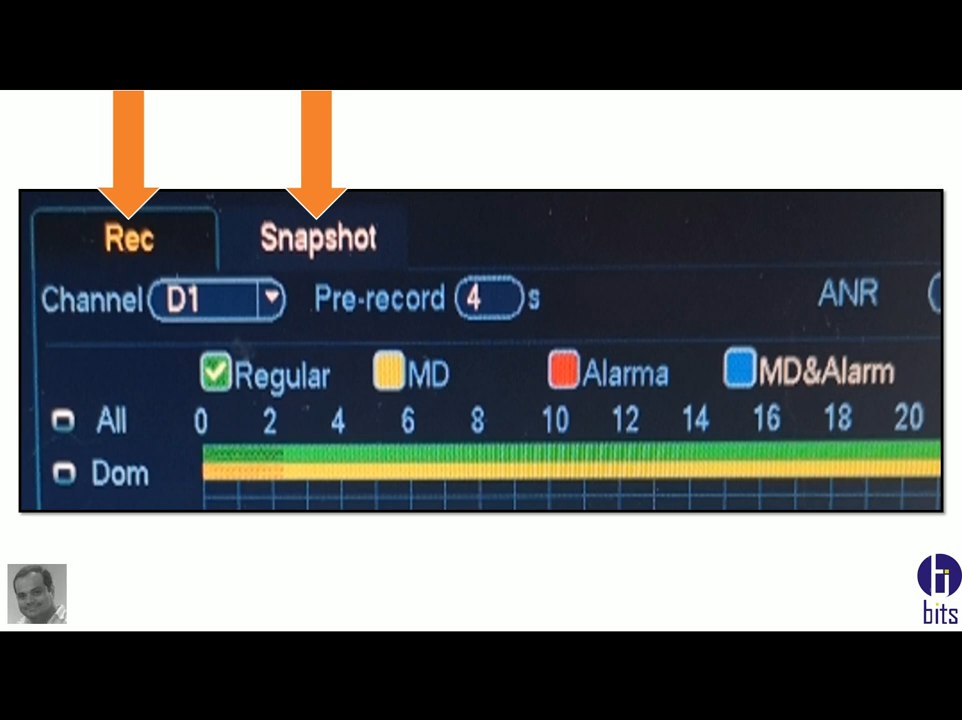 Rec Snapshot
Channel D1 Pre-record 4 s ANR
Regular MD Alarma MD&Alarm
All 0 2 4 6 8 10 12 14 16 18 20
Dom
bits